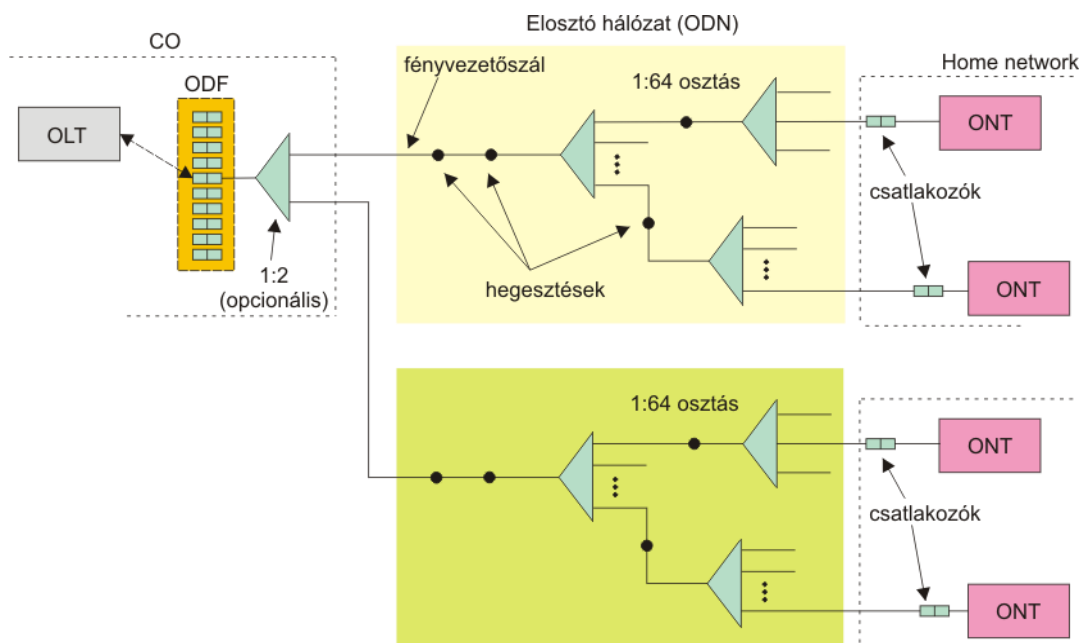 Elosztó hálózat (ODN)
CO
fényvezetőszál
Home network
ODF
1:64 osztás
OLT
ONT
csatlakozók
1:2
(opcionális)
hegesztések
ONT
1:64 osztás
ONT
csatlakozók
ONT